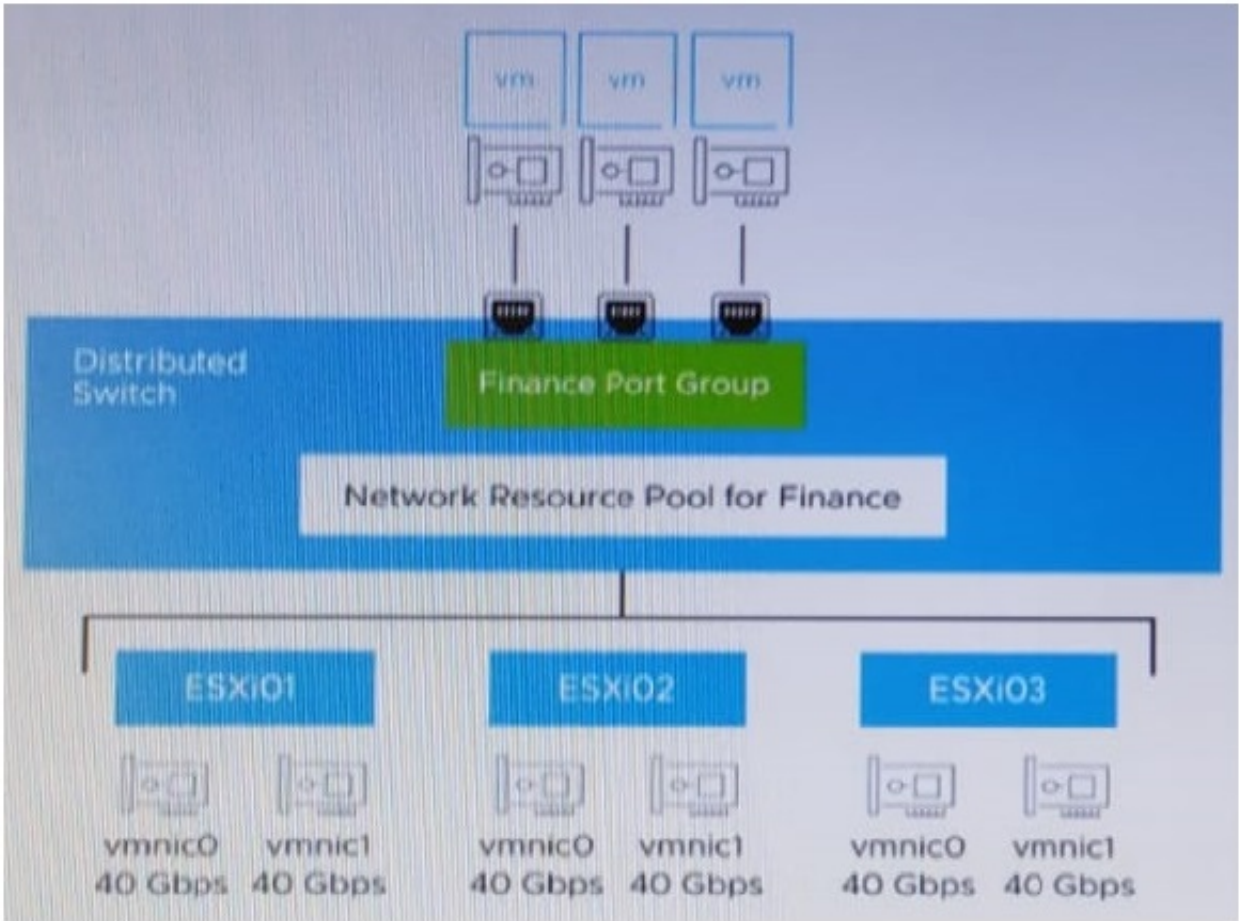 vm vm vm
Distributed
Switch
Finance Port Group
Network Resource Pool for Finance
ESXi01 ESXi02 ESXi03
vmnic0 vmnic1 vmnic0 vmnic1 vmnic0 vmnic1
40 Gbps 40 Gbps 40 Gbps 40 Gbps 40 Gbps 40 Gbps